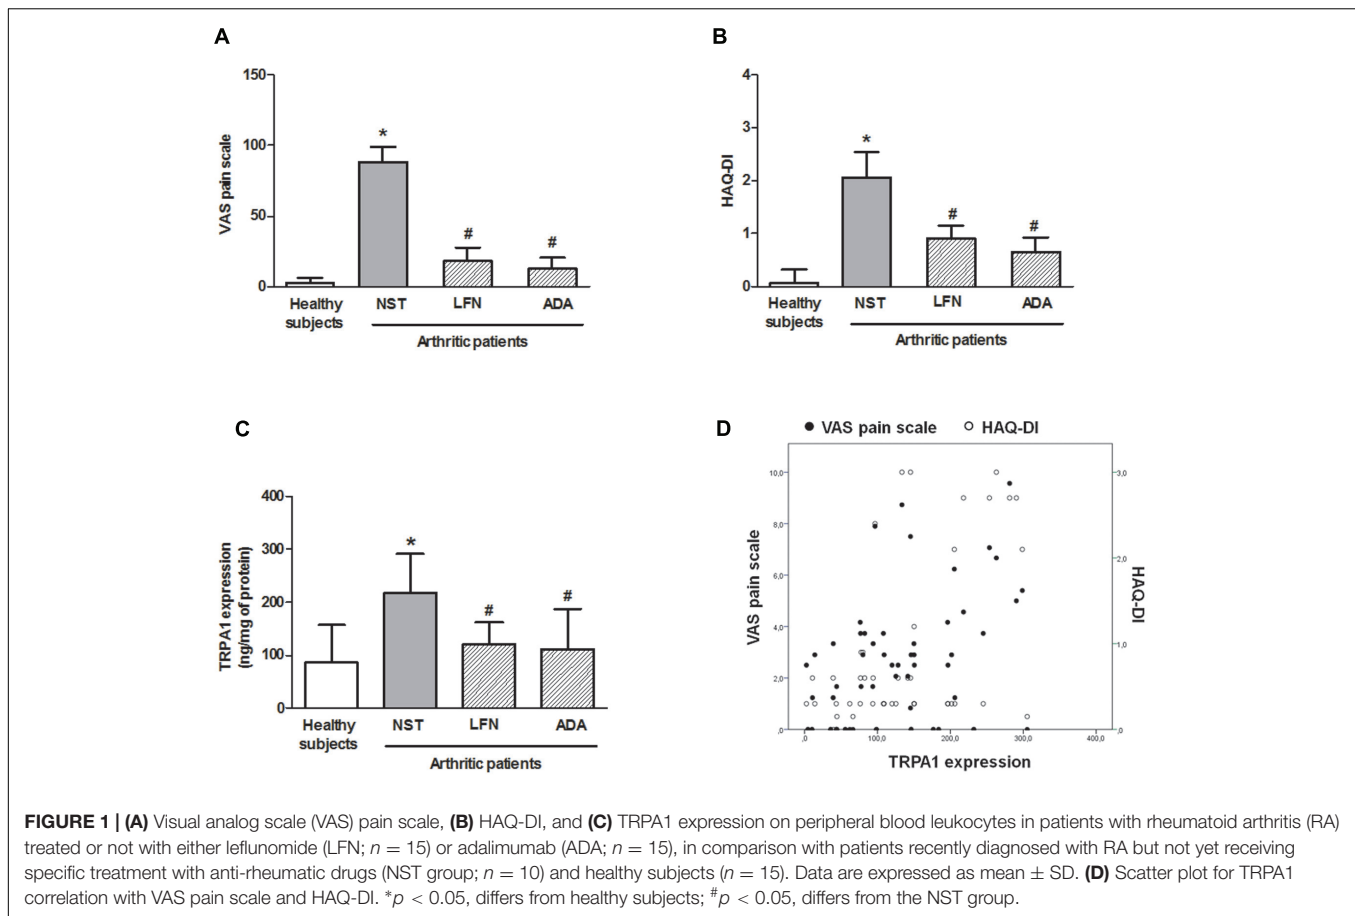 A
150
100
50
0
VAS pain scale
*
#
#
Healthy
subjects
NST
LFN
ADA
Arthritic patients
B
4
3
2
1
0
HAQ-DI
*
#
#
Healthy
subjects
NST
LFN
ADA
Arthritic patients
C
400
300
200
100
0
TRPA1 expression
(ng/mg of protein)
*
#
#
Healthy
subjects
NST
LFN
ADA
Arthritic patients
D
VAS pain scale
HAQ-DI
10,0
8,0
6,0
4,0
2,0
,0
VAS pain scale
3,0
2,0
1,0
,0
HAQ-DI
,0
100,0
200,0
300,0
400,0
TRPA1 expression
FIGURE 1 | (A) Visual analog scale (VAS) pain scale, (B) HAQ-DI, and (C) TRPA1 expression on peripheral blood leukocytes in patients with rheumatoid arthritis (RA)
treated or not with either leflunomide (LFN; n = 15) or adalimumab (ADA; n = 15), in comparison with patients recently diagnosed with RA but not yet receiving
specific treatment with anti-rheumatic drugs (NST group; n = 10) and healthy subjects (n = 15). Data are expressed as mean ± SD. (D) Scatter plot for TRPA1
correlation with VAS pain scale and HAQ-DI. *p < 0.05, differs from healthy subjects; #p < 0.05, differs from the NST group.